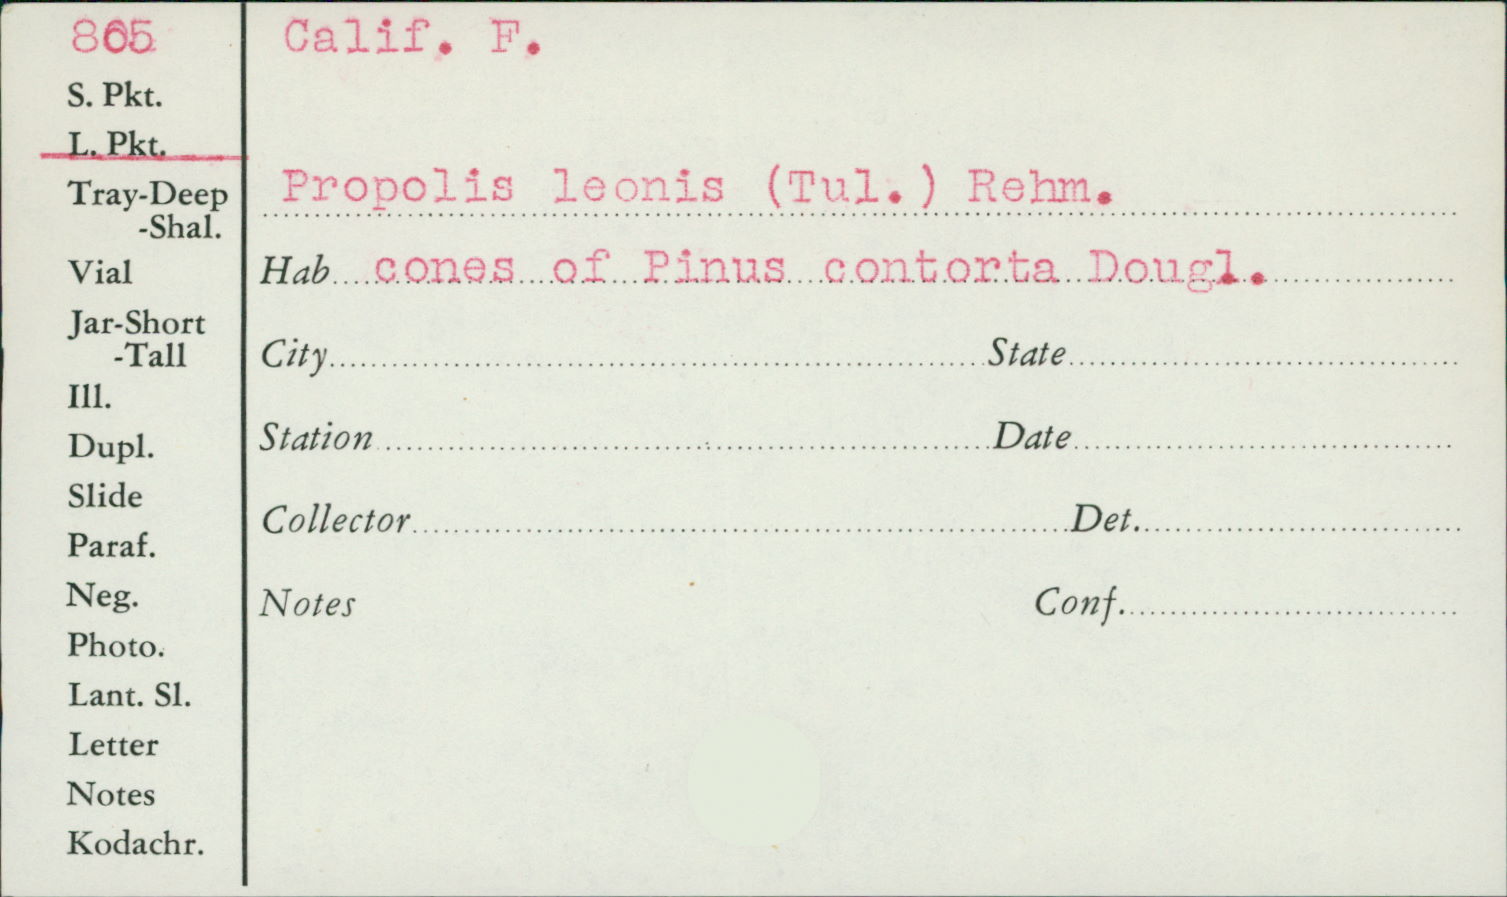 865 Calif. F.
S. Pkt.
L. Pkt.
Propolis leonis (Tul.) Rehm.
Tray-Deep
-Shal.
Vial
Hab cones of Pinus contorta Dougl.
Jar-Short
-Tall
City State
Ill.
Dupl.
Station Date
Slide
Collector Det.
Paraf.
Neg.
Notes Conf.
Photo.
Lant. Sl.
Letter
Notes
Kodachr.